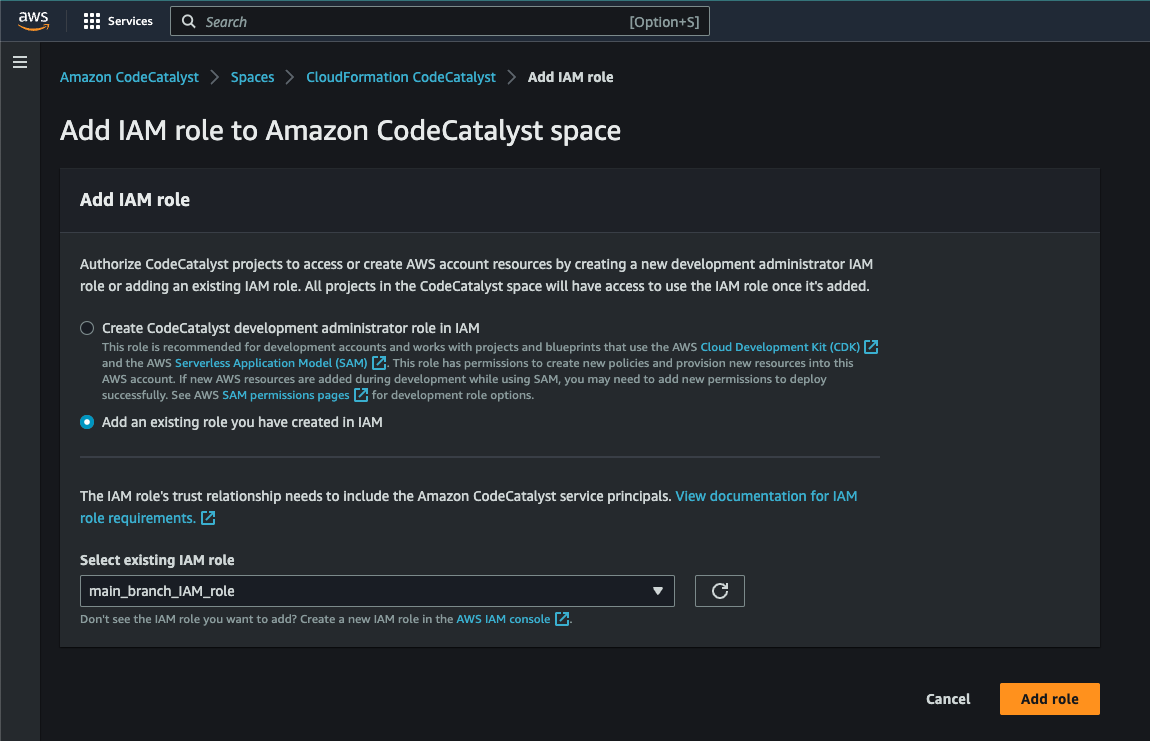 aws
Services
Search
[Option+S]
Amazon CodeCatalyst > Spaces > CloudFormation CodeCatalyst > Add IAM role
Add IAM role to Amazon CodeCatalyst space
Add IAM role
Authorize CodeCatalyst projects to access or create AWS account resources by creating a new development administrator IAM
role or adding an existing IAM role. All projects in the CodeCatalyst space will have access to use the IAM role once it's added.
Create CodeCatalyst development administrator role in IAM
This role is recommended for development accounts and works with projects and blueprints that use the AWS Cloud Development Kit (CDK)
and the AWS Serverless Application Model (SAM) . This role has permissions to create new policies and provision new resources into this
AWS account. If new AWS resources are added during development while using SAM, you may need to add new permissions to deploy
successfully. See AWS SAM permissions pages for development role options.
Add an existing role you have created in IAM
The IAM role's trust relationship needs to include the Amazon CodeCatalyst service principals. View documentation for IAM
role requirements.
Select existing IAM role
main_branch_IAM_role
Don't see the IAM role you want to add? Create a new IAM role in the AWS IAM console .
Cancel
Add role